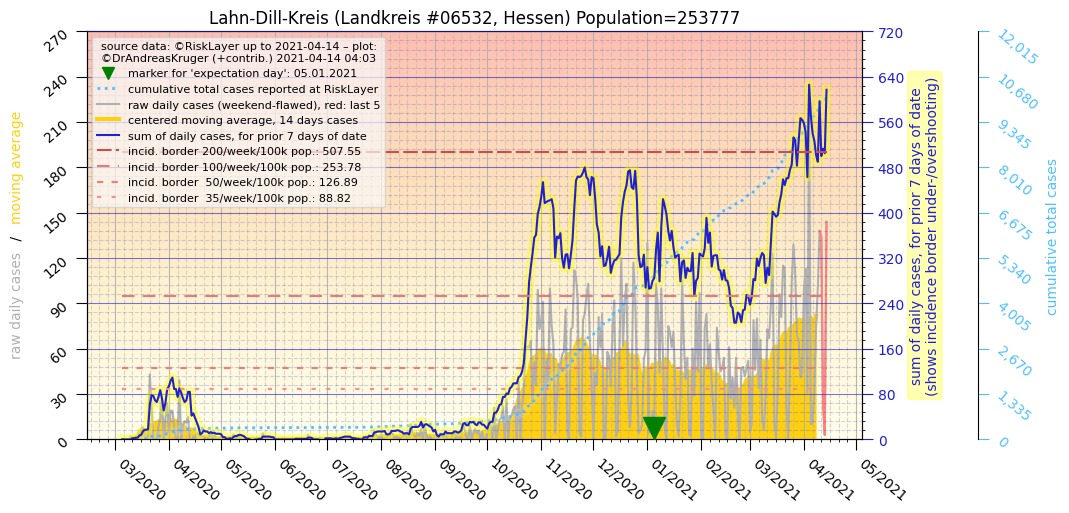 Lahn-Dill-Kreis (Landkreis #06532, Hessen) Population=253777
source data: ©RiskLayer up to 2021-04-14 – plot:
©DrAndreasKruger (+contrib.) 2021-04-14 04:03
marker for 'expectation day': 05.01.2021
cumulative total cases reported at RiskLayer
raw daily cases (weekend-flawed), red: last 5
centered moving average, 14 days cases
sum of daily cases, for prior 7 days of date
incid. border 200/week/100k pop.: 507.55
incid. border 100/week/100k pop.: 253.78
incid. border 50/week/100k pop.: 126.89
incid. border 35/week/100k pop.: 88.82
raw daily cases / moving average
270
240
210
180
150
120
90
60
30
0
03/2020
04/2020
05/2020
06/2020
07/2020
08/2020
09/2020
10/2020
11/2020
12/2020
01/2021
02/2021
03/2021
04/2021
05/2021
720
640
560
480
400
320
240
160
80
0
sum of daily cases, for prior 7 days of date
(shows incidence border under-/overshooting)
12,015
10,680
9,345
8,010
6,675
5,340
4,005
2,670
1,335
0
cumulative total cases